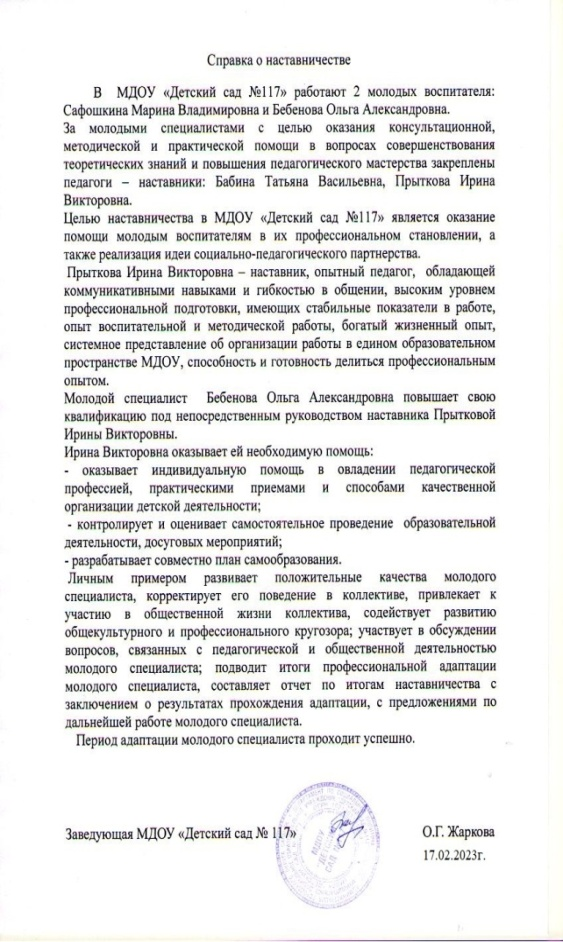 Справка о наставничестве
В МДОУ «Детский сад №117» работают 2 молодых воспитателя:
Сафошкина Марина Владимировна и Бебенова Ольга Александровна.
За молодыми специалистами с целью оказания консультационной,
методической и практической помощи в вопросах совершенствования
теоретических знаний и повышения педагогического мастерства закреплены
педагоги – наставники: Бабина Татьяна Васильевна, Прыткова Ирина
Викторовна.
Целью наставничества в МДОУ «Детский сад №117» является оказание
помощи молодым воспитателям в их профессиональном становлении, а
также реализация идеи социально-педагогического партнерства.
Прыткова Ирина Викторовна – наставник, опытный педагог, обладающей
коммуникативными навыками и гибкостью в общении, высоким уровнем
профессиональной подготовки, имеющих стабильные показатели в работе,
опыт воспитательной и методической работы, богатый жизненный опыт,
системное представление об организации работы в едином образовательном
пространстве МДОУ, способность и готовность делиться профессиональным
опытом.
Молодой специалист Бебенова Ольга Александровна повышает свою
квалификацию под непосредственным руководством наставника Прытковой
Ирины Викторовны.
Ирина Викторовна оказывает ей необходимую помощь:
- оказывает индивидуальную помощь в овладении педагогической
профессией, практическими приемами и способами качественной
организации детской деятельности;
- контролирует и оценивает самостоятельное проведение образовательной
деятельности, досуговых мероприятий;
- разрабатывает совместно план самообразования.
Личным примером развивает положительные качества молодого
специалиста, корректирует его поведение в коллективе, привлекает к
участию в общественной жизни коллектива, содействует развитию
общекультурного и профессионального кругозора; участвует в обсуждении
вопросов, связанных с педагогической и общественной деятельностью
молодого специалиста; подводит итоги профессиональной адаптации
молодого специалиста, составляет отчет по итогам наставничества с
заключением о результатах прохождения адаптации, с предложениями по
дальнейшей работе молодого специалиста.
Период адаптации молодого специалиста проходит успешно.
Заведующая МДОУ «Детский сад № 117» О.Г. Жаркова
17.02.2023г.
МДОУ
ДЕТСКИЙ
САД